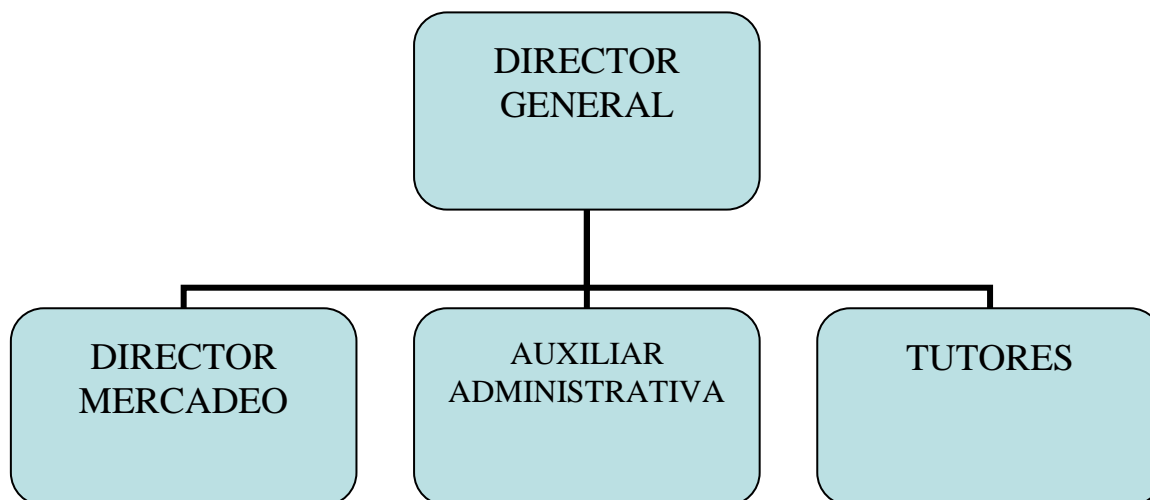 DIRECTOR
GENERAL
DIRECTOR
MERCADEO
AUXILIAR
ADMINISTRATIVA
TUTORES